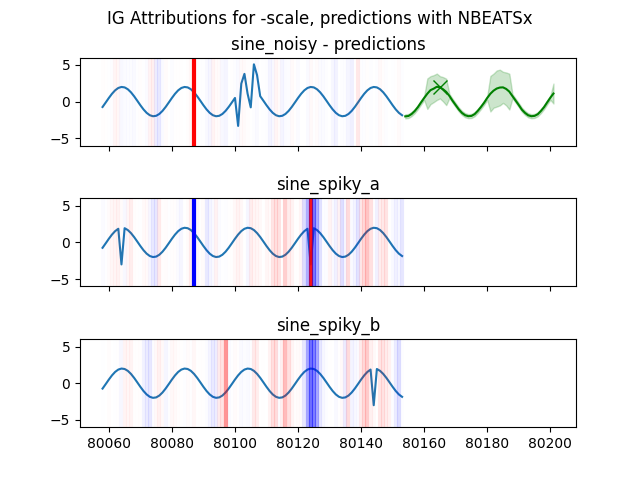 IG Attributions for -scale, predictions with NBEATSx
sine_noisy - predictions
5
0
−5
sine_spiky_a
5
0
−5
sine_spiky_b
5
0
−5
80060 80080 80100 80120 80140 80160 80180 80200